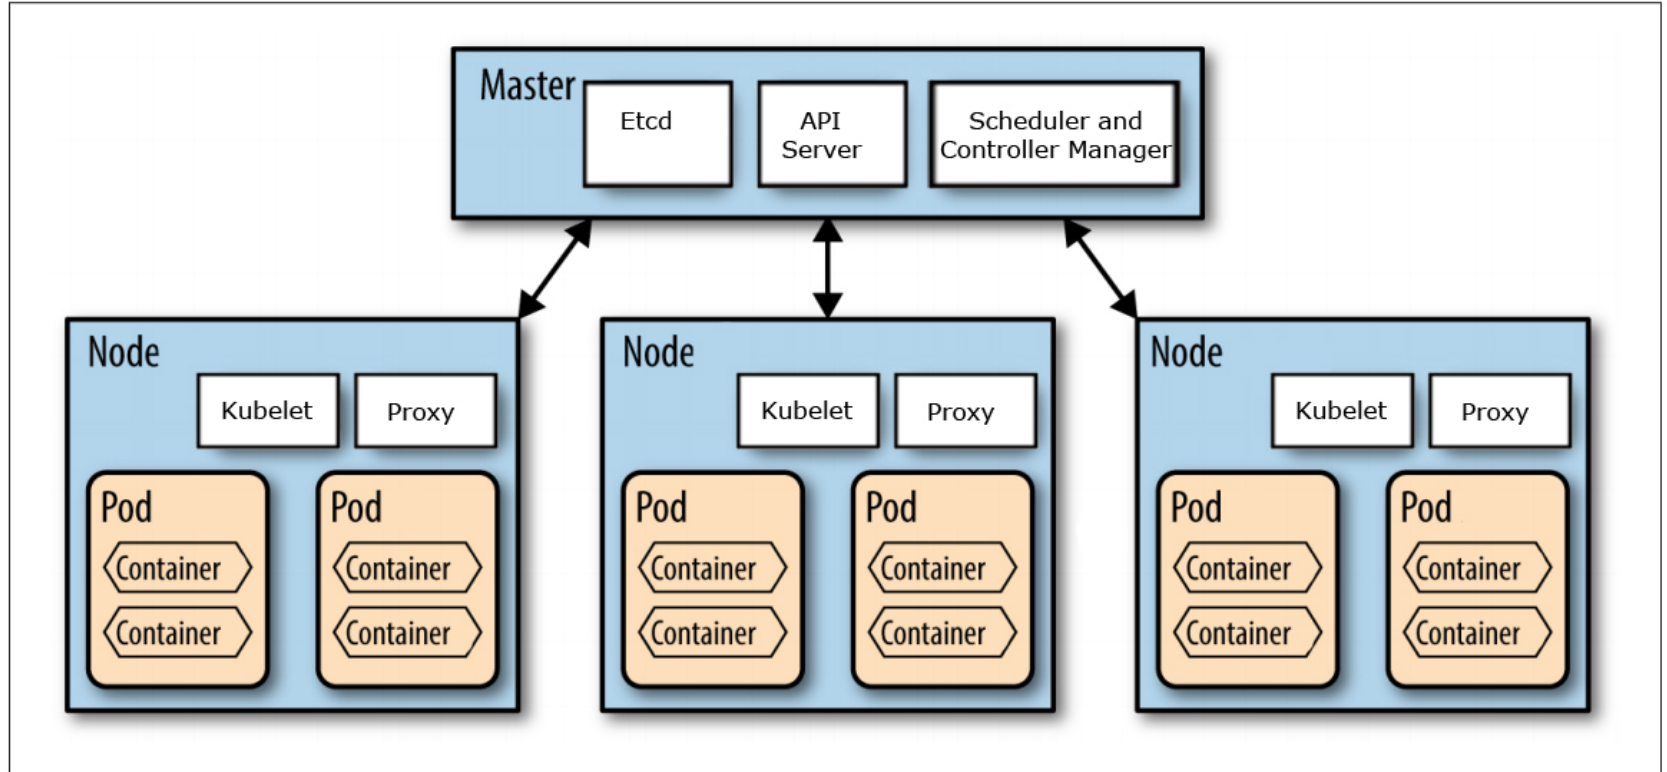 Master
Etcd
API
Server
Scheduler and
Controller Manager
Node
Kubelet
Proxy
Pod
Container
Container
Pod
Container
Container
Node
Kubelet
Proxy
Pod
Container
Container
Pod
Container
Container
Node
Kubelet
Proxy
Pod
Container
Container
Pod
Container
Container